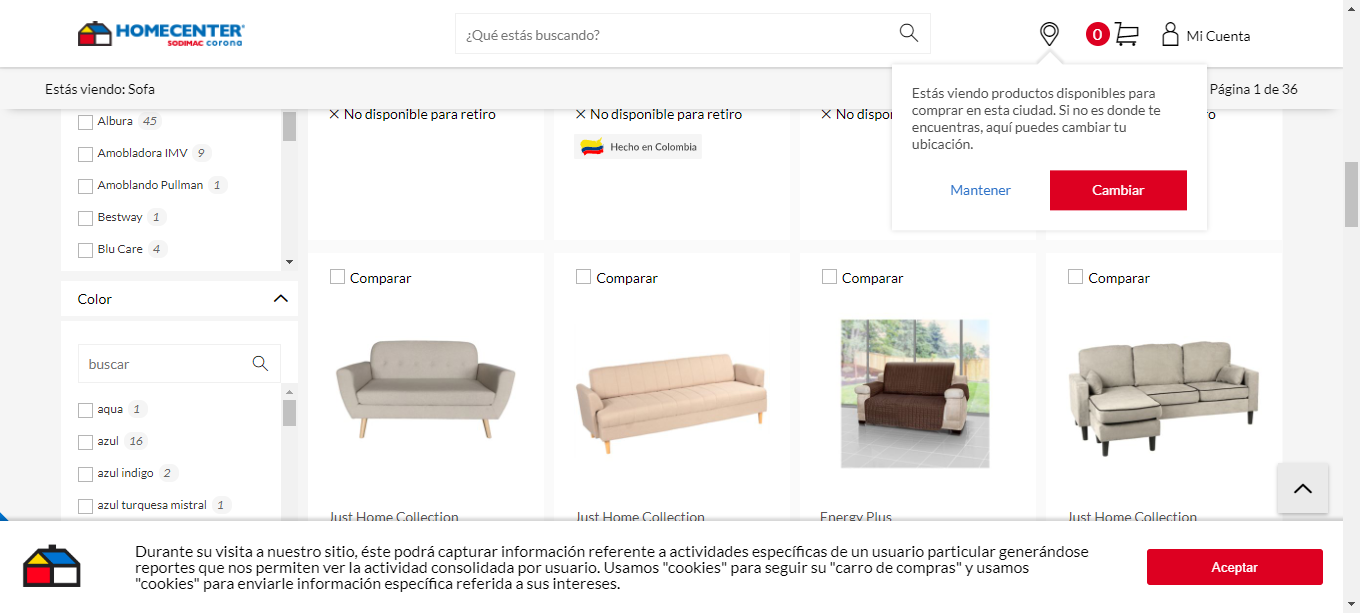 HOMECENTER
SODIMAC corona
¿Qué estás buscando?
0
Mi Cuenta
Estás viendo: Sofa
Página 1 de 36
Estás viendo productos disponibles para
comprar en esta ciudad. Si no es donde te
encuentras, aquí puedes cambiar tu
ubicación.
Mantener
Cambiar
Albura 45
Amobladora IMV 9
Amoblando Pullman 1
Bestway 1
Blu Care 4
Color
buscar
aqua 1
azul 16
azul indigo 2
azul turquesa mistral 1
No disponible para retiro
No disponible para retiro
Hecho en Colombia
No dispon
Comparar
Comparar
Comparar
Comparar
Just Home Collection
Just Home Collection
Energy Plus
Just Home Collection
Durante su visita a nuestro sitio, éste podrá capturar información referente a actividades específicas de un usuario particular generándose
reportes que nos permiten ver la actividad consolidada por usuario. Usamos "cookies" para seguir su "carro de compras" y usamos
"cookies" para enviarle información específica referida a sus intereses.
Aceptar